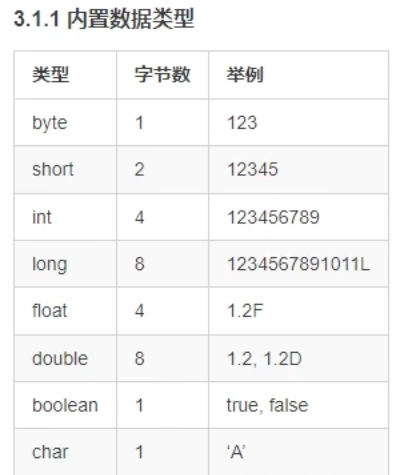 3.1.1 内置数据类型
类型 字节数 举例
byte 1 123
short 2 12345
int 4 123456789
long 8 1234567891011L
float 4 1.2F
double 8 1.2, 1.2D
boolean 1 true, false
char 1 ‘A’